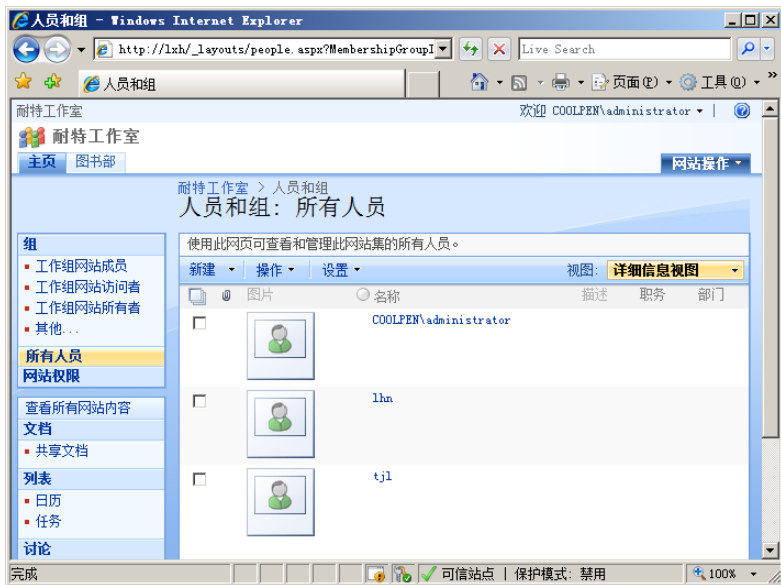 人员和组 - Windows Internet Explorer
http://lxh/_layouts/people.aspx?MembershipGroupI
Live Search
人员和组
页面(P)
工具(O)
耐特工作室
欢迎 COOLPEN\administrator
耐特工作室
主页
图书部
网站操作
耐特工作室 > 人员和组
人员和组: 所有人员
组
工作组网站成员
工作组网站访问者
工作组网站所有者
其他...
所有人员
网站权限
查看所有网站内容
文档
共享文档
列表
日历
任务
讨论
使用此网页可查看和管理此网站集的所有人员。
新建 操作 设置 视图: 详细信息视图
图片 名称 描述 职务 部门
COOLPEN\administrator
lhn
tjl
完成
可信站点 | 保护模式: 禁用
100%